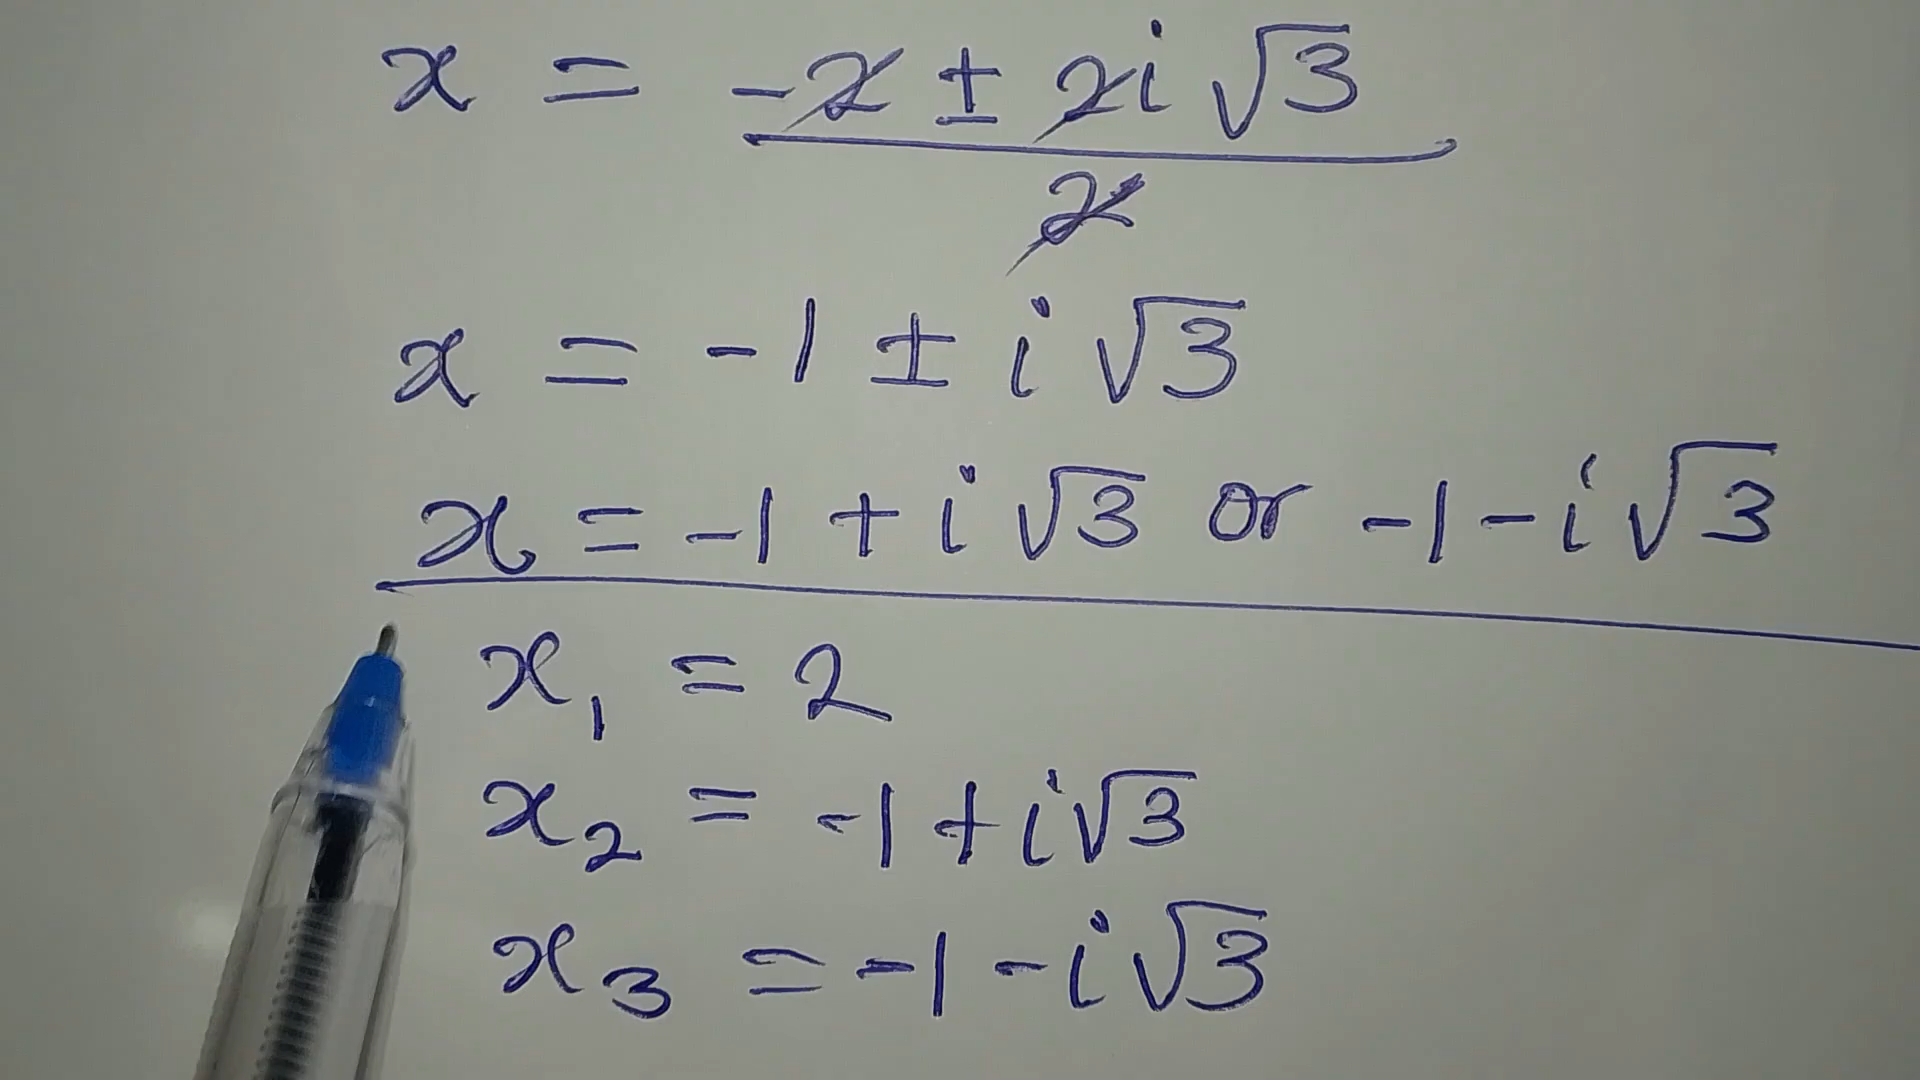 x = (-2 ± 2i√3) / 2
x = -1 ± i√3
x = -1 + i√3 or -1 - i√3
x₁ = 2
x₂ = -1 + i√3
x₃ = -1 - i√3